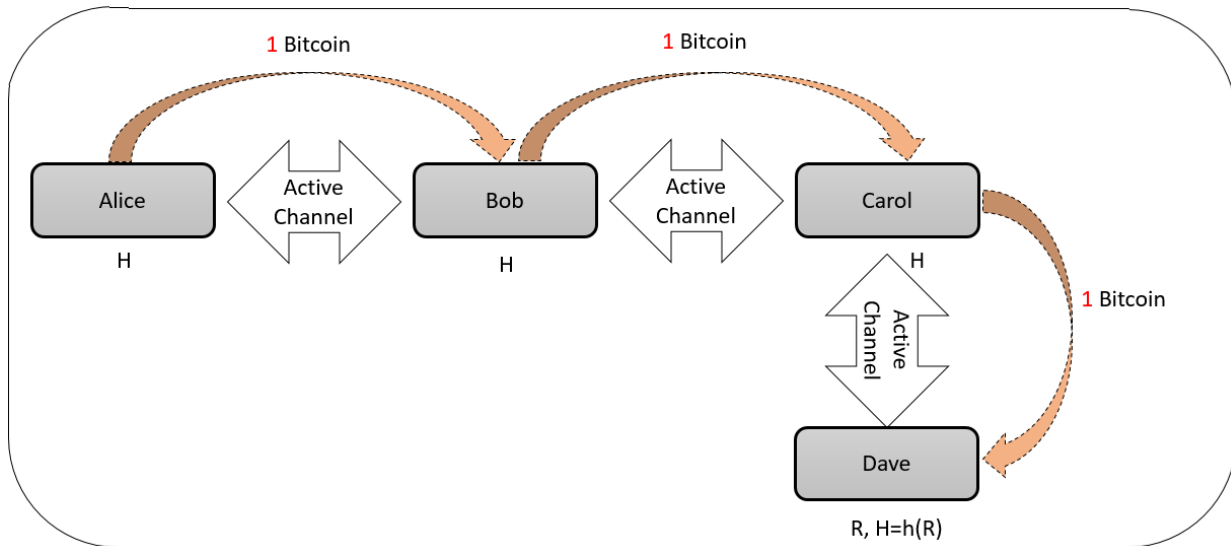 1 Bitcoin
1 Bitcoin
Alice
Active
Channel
Bob
Active
Channel
Carol
H
H
H
1 Bitcoin
Active
Channel
Dave
R, H=h(R)